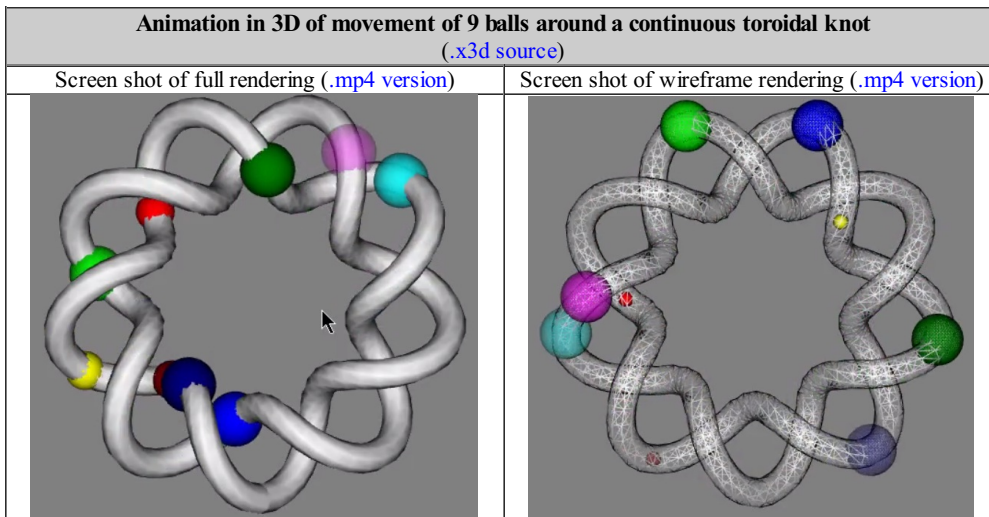 Animation in 3D of movement of 9 balls around a continuous toroidal knot
(.x3d source)
Screen shot of full rendering (.mp4 version)
Screen shot of wireframe rendering (.mp4 version)